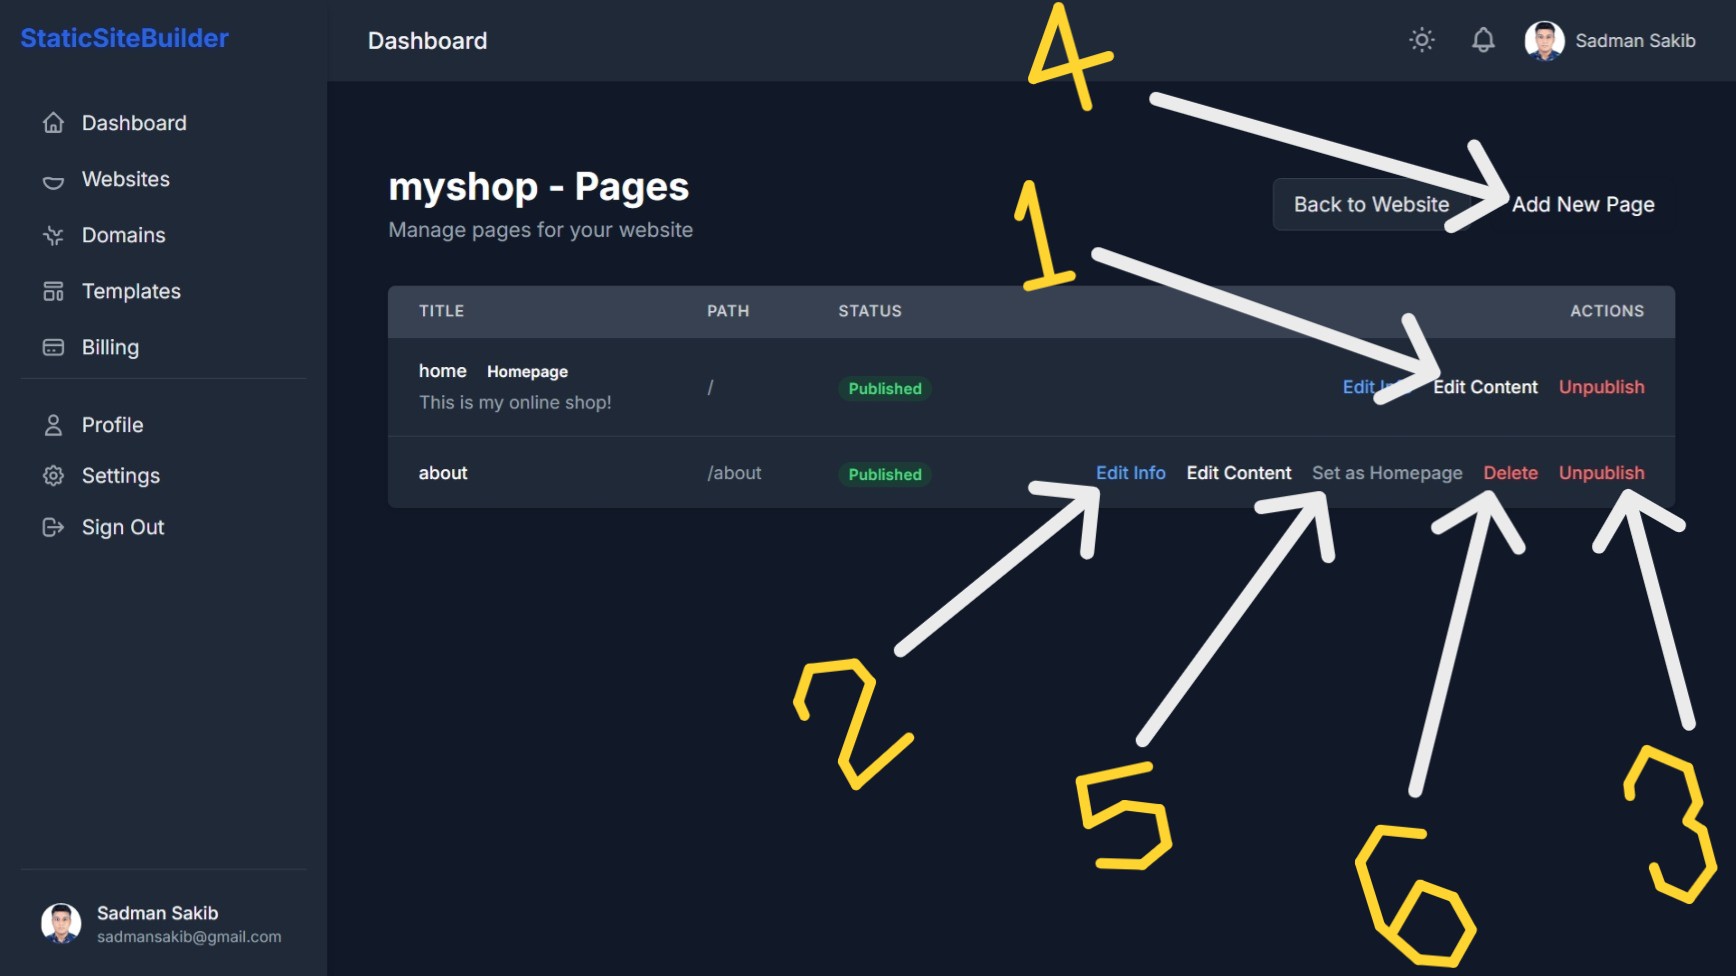 StaticSiteBuilder
Dashboard
Websites
Domains
Templates
Billing
Profile
Settings
Sign Out
Sadman Sakib
sadmansakib@gmail.com
Dashboard
4
Sadman Sakib
myshop - Pages
Manage pages for your website
1
Back to Website
Add New Page
TITLE PATH STATUS ACTIONS
home Homepage
This is my online shop!
/ Published Edit Edit Content Unpublish
about /about Published Edit Info Edit Content Set as Homepage Delete Unpublish
2
5
6
3